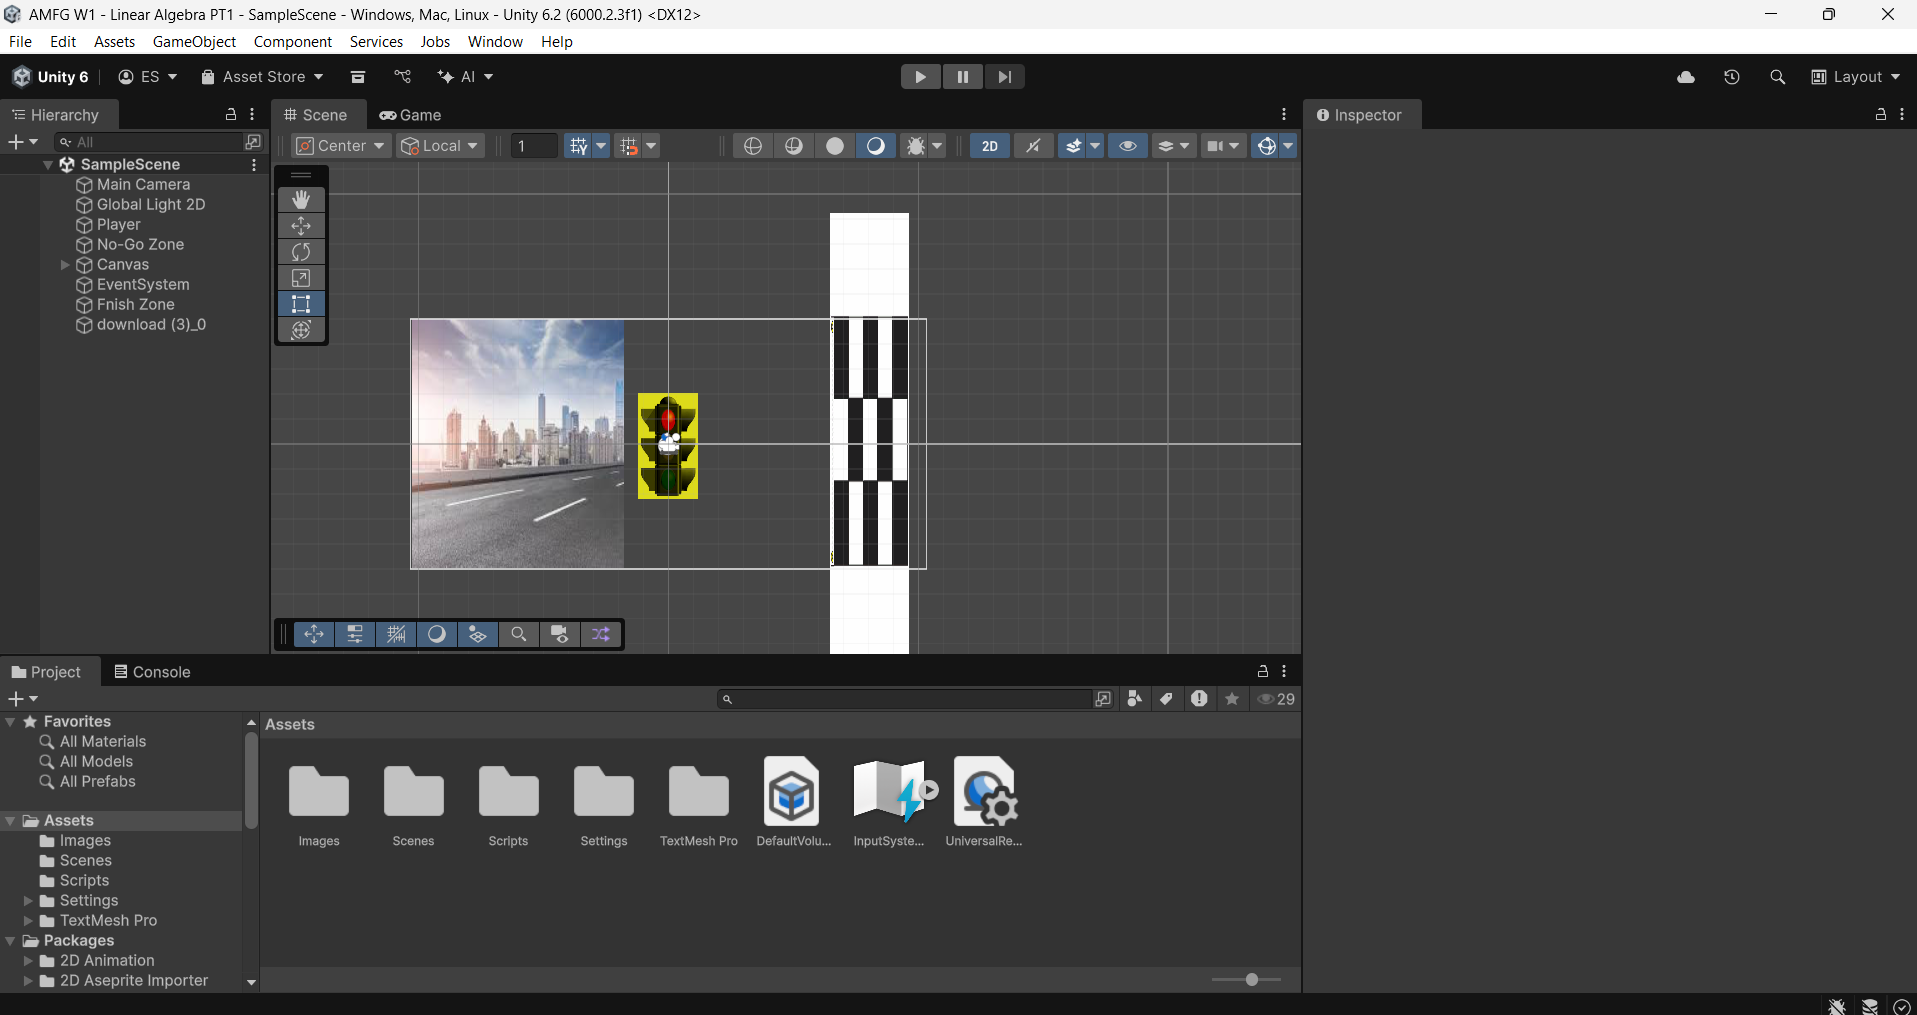 AMFG W1 - Linear Algebra PT1 - SampleScene - Windows, Mac, Linux - Unity 6.2 (6000.2.3f1) <DX12>
File Edit Assets GameObject Component Services Jobs Window Help
Unity 6 ES Asset Store AI Layout
Hierarchy
Scene Game
Inspector
All
Center Local 1 2D
SampleScene
Main Camera
Global Light 2D
Player
No-Go Zone
Canvas
EventSystem
Fnish Zone
download (3)_0
Project Console
29
Favorites
All Materials
All Models
All Prefabs
Assets
Images
Scenes
Scripts
Settings
TextMesh Pro
Packages
2D Animation
2D Aseprite Importer
Assets
Images Scenes Scripts Settings TextMesh Pro DefaultVolu... InputSyste... UniversalRe...